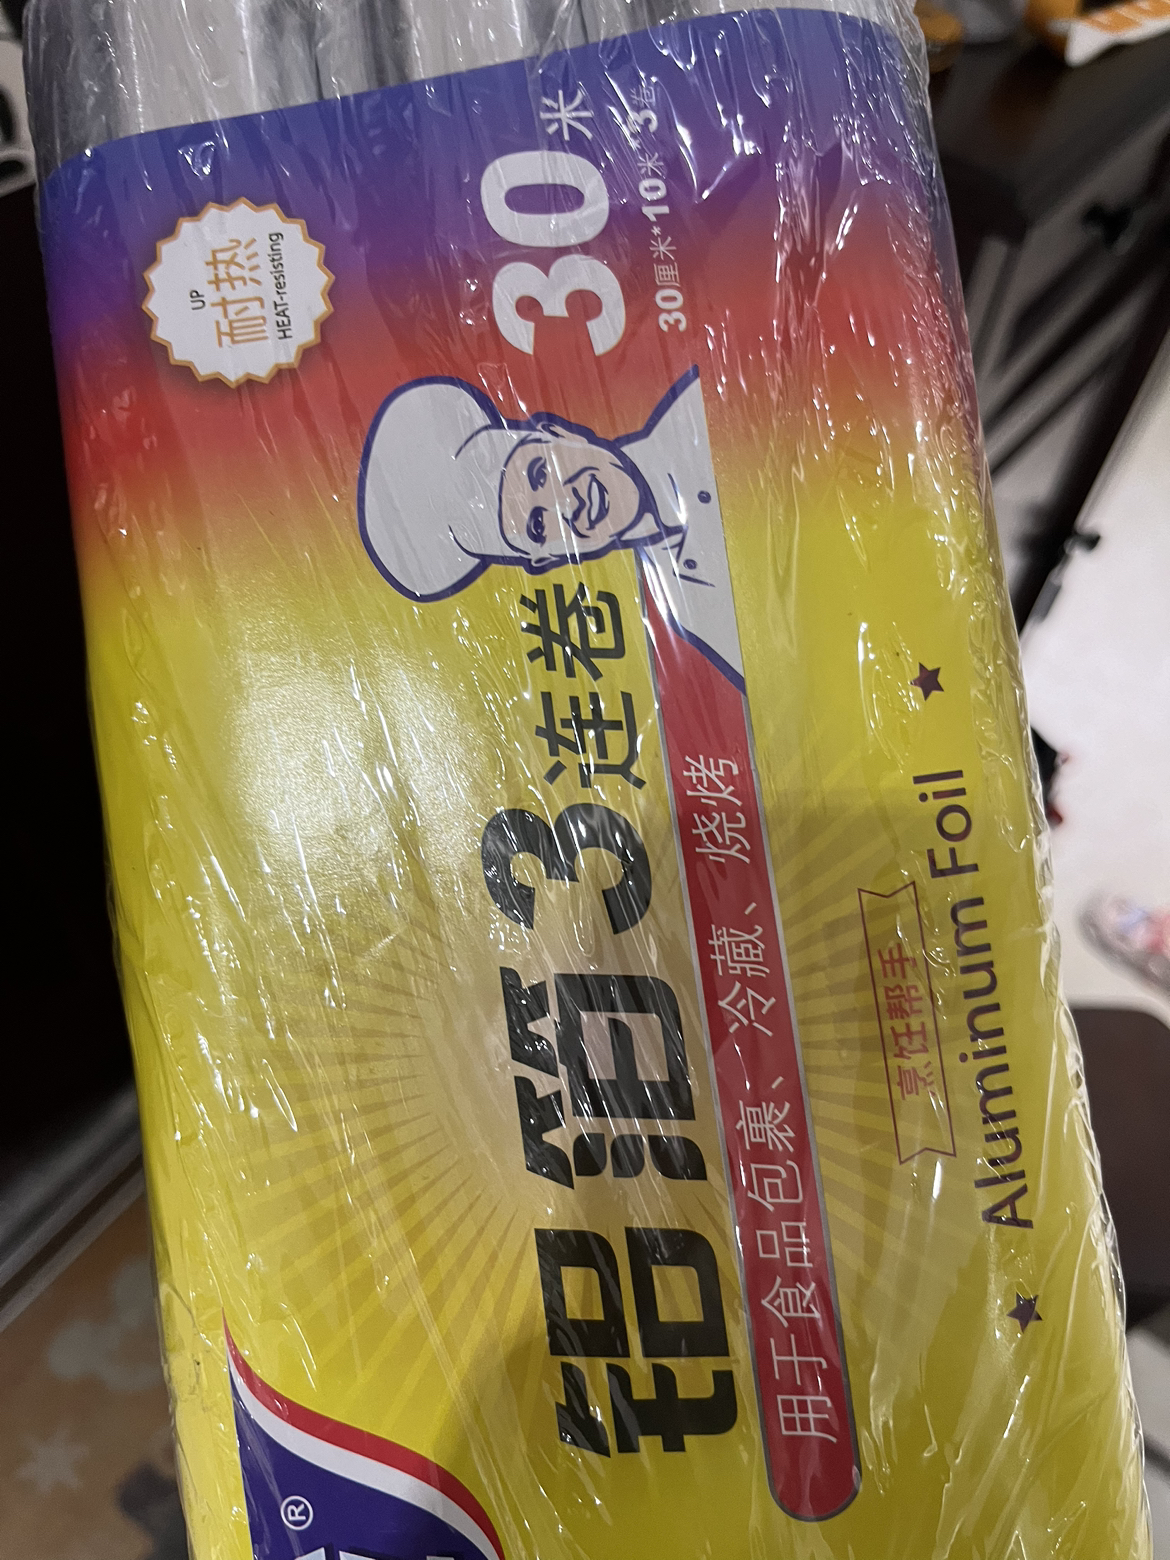 ®
铝箔3连卷
用于食品包裹、冷藏、烧烤
烹饪帮手
★ Aluminum Foil ★
UP
耐热
HEAT-resisting
30米
30厘米*10米*3卷